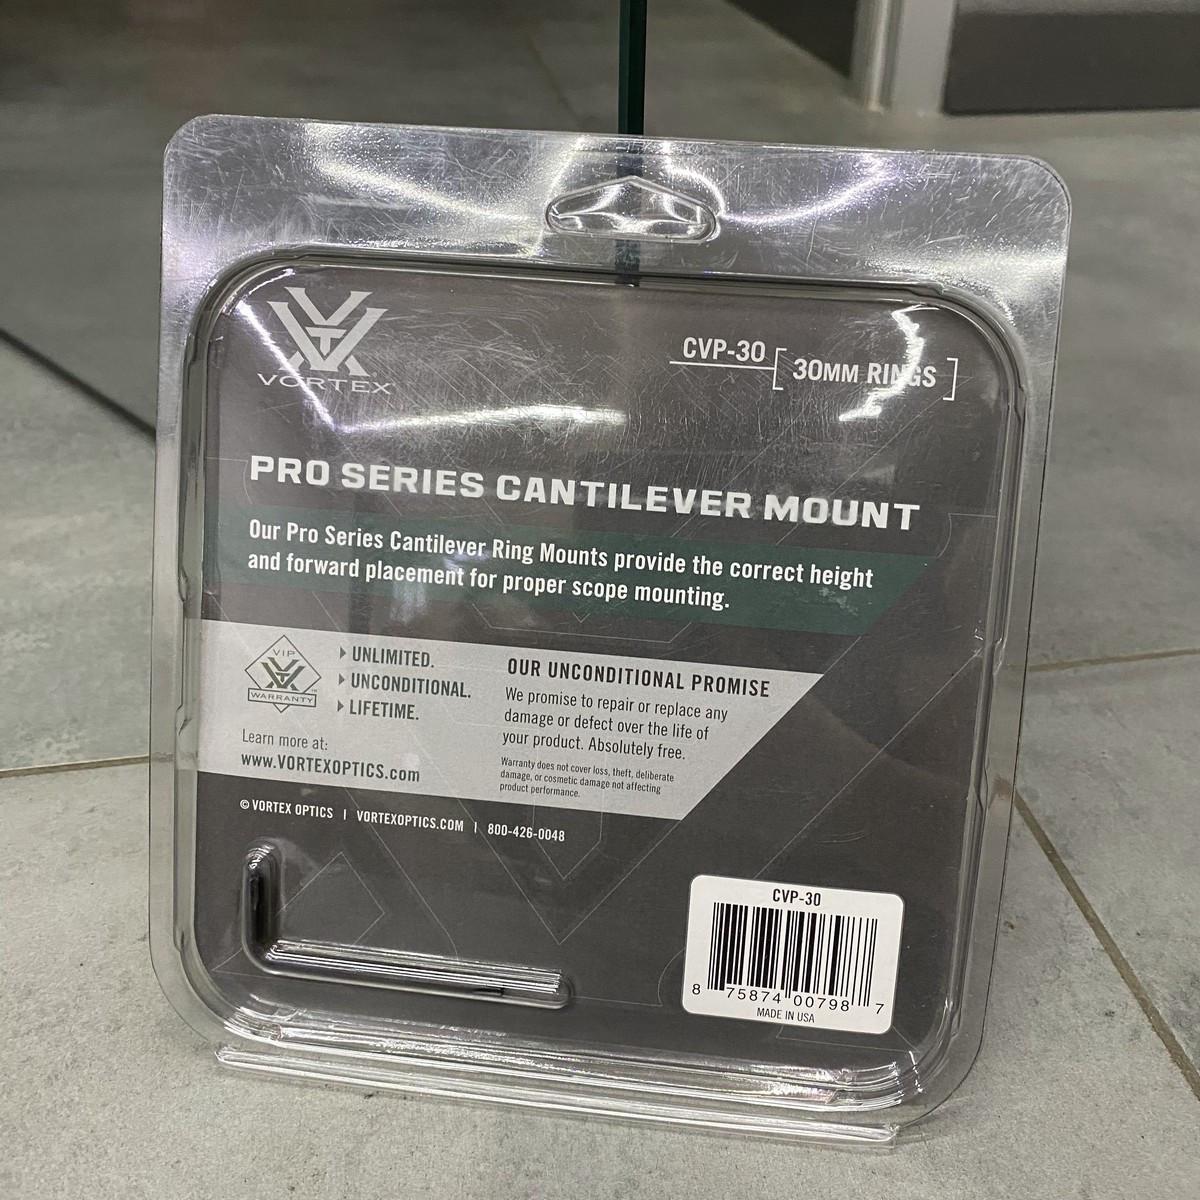 VORTEX
CVP-30 [30MM RINGS]
PRO SERIES CANTILEVER MOUNT
Our Pro Series Cantilever Ring Mounts provide the correct height
and forward placement for proper scope mounting.
VIP
WARRANTY
UNLIMITED.
UNCONDITIONAL.
LIFETIME.
Learn more at:
www.VORTEXOPTICS.com
OUR UNCONDITIONAL PROMISE
We promise to repair or replace any
damage or defect over the life of
your product. Absolutely free.
Warranty does not cover loss, theft, deliberate
damage, or cosmetic damage not affecting
product performance.
© VORTEX OPTICS | VORTEXOPTICS.COM | 800-426-0048
CVP-30
8 75874 00798 7
MADE IN USA